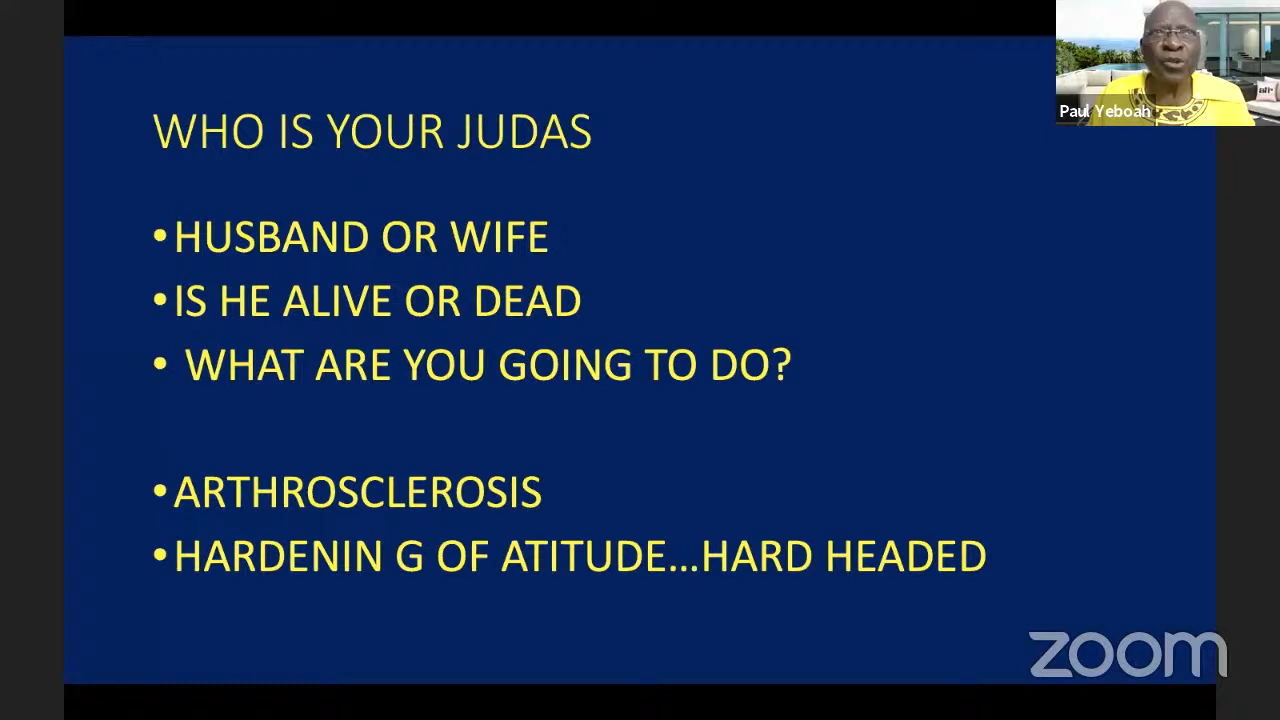 Paul Yeboah
WHO IS YOUR JUDAS
•HUSBAND OR WIFE
•IS HE ALIVE OR DEAD
• WHAT ARE YOU GOING TO DO?
•ARTHROSCLEROSIS
•HARDENIN G OF ATITUDE...HARD HEADED
zoom